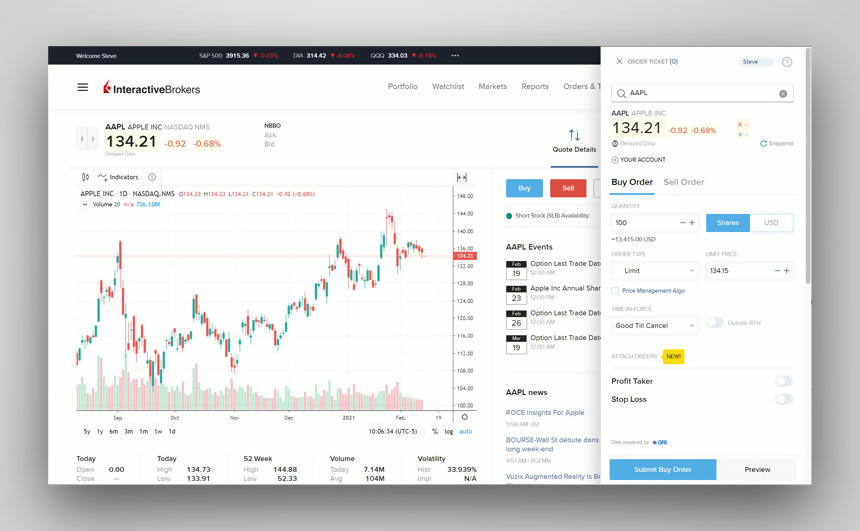 Welcome Steve
S&P 500 3915.36 ▼ -0.03% DIA 314.42 ▼ -0.08% QQQ 334.03 ▼ -0.18% •••
InteractiveBrokers
Portfolio Watchlist Markets Reports Orders & T
AAPL APPLE INC NASDAQ.NMS
134.21 -0.92 -0.68%
Delayed Data
NBBO
Ask
Bid
Quote Details
Indicators
APPLE INC · 1D · NASDAQ.NMS O134.23 H134.23 L134.21 C134.21 -0.92 (-0.68%)
Volume 20 n/a 726.138K
148.00
144.00
140.00
136.00
134.21
132.00
128.00
124.00
120.00
116.00
112.00
108.00
104.00
100.00
Sep Oct Nov Dec 2021 Feb 19
5y 1y 6m 3m 1m 1w 1d 10:06:34 (UTC-5) % log auto
Today
Open 0.00
Close --
Today
High 134.73
Low 133.91
52 Week
High 144.88
Low 52.33
Volume
Today 7.14M
Avg 104M
Volatility
Hist. 33.939%
Impl. N/A
Buy Sell
Short Stock (SLB) Availability:
AAPL Events
Feb 19 Option Last Trade Date
12:00 AM
Feb 23 Apple Inc Annual Shar
12:00 PM
Feb 26 Option Last Trade Date
12:00 AM
Mar 19 Option Last Trade Date
12:00 AM
AAPL news
ROCE Insights For Apple
9:58 AM | BZ
BOURSE-Wall St débute dans
long week-end)
9:51 AM | RGEMN
Vuzix Augmented Reality is Br
ORDER TICKET (0) Steve ?
AAPL
AAPL APPLE INC
134.21 -0.92 -0.68%
Delayed Data
Snapshot
YOUR ACCOUNT
Buy Order Sell Order
QUANTITY
100 − + Shares USD
≈13,415.00 USD
ORDER TYPE LIMIT PRICE
Limit 134.15 − +
Price Management Algo
TIME-IN-FORCE
Good Till Cancel Outside RTH
ATTACH ORDERS NEW!
Profit Taker
Stop Loss
Data powered by GFIS
Submit Buy Order Preview